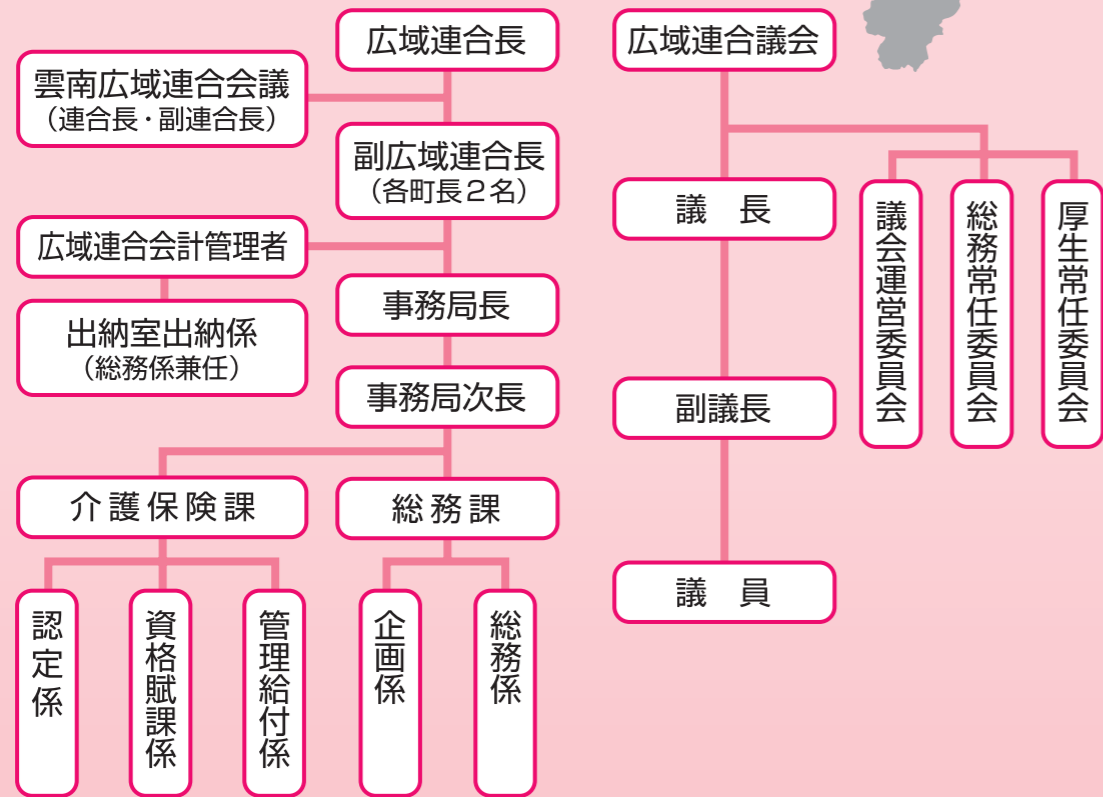 広域連合長
雲南広域連合会議
（連合長・副連合長）
副広域連合長
（各町長２名）
広域連合会計管理者
出納室出納係
（総務係兼任）
事務局長
事務局次長
介護保険課
総務課
認定係
資格賦課係
管理給付係
企画係
総務係
広域連合議会
議　長
副議長
議　員
議会運営委員会
総務常任委員会
厚生常任委員会